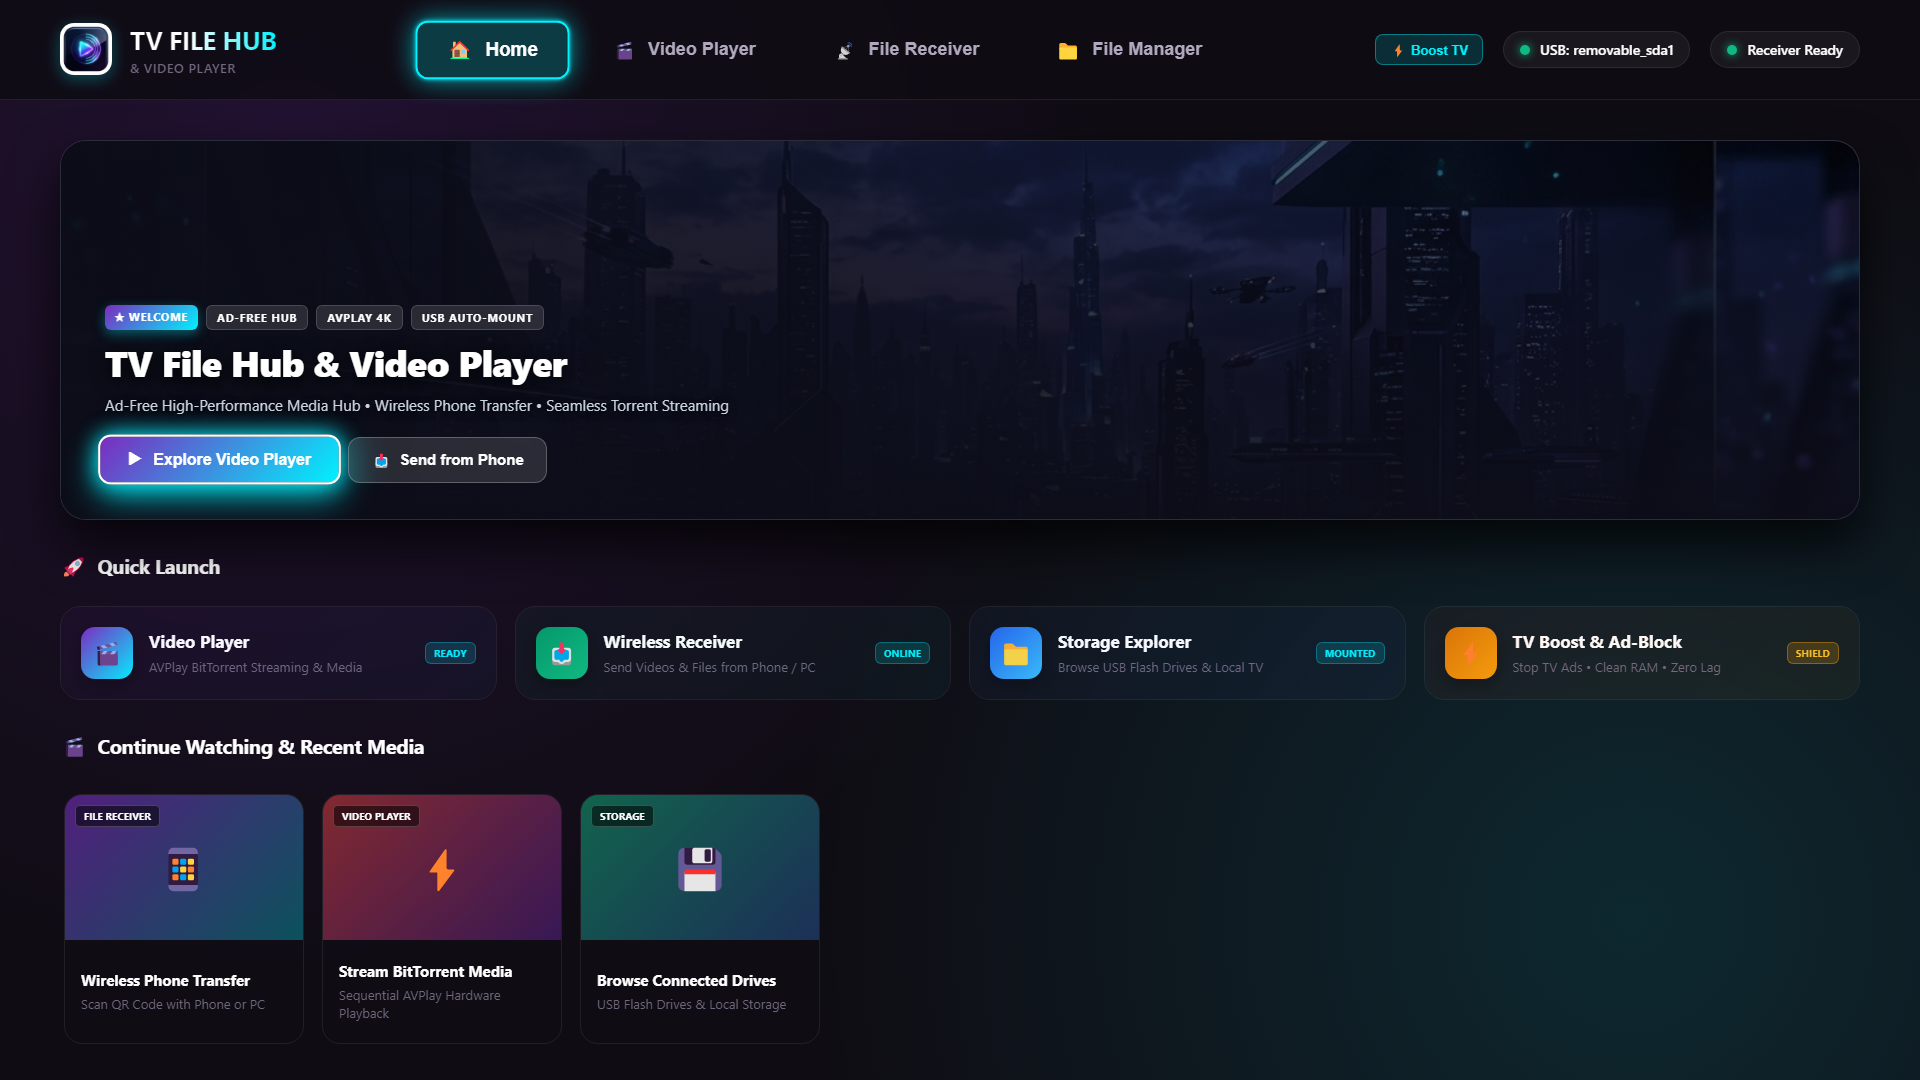 TV FILE HUB
& VIDEO PLAYER
Home
Video Player
File Receiver
File Manager
Boost TV
USB: removable_sda1
Receiver Ready
★ WELCOME
AD-FREE HUB
AVPLAY 4K
USB AUTO-MOUNT
TV File Hub & Video Player
Ad-Free High-Performance Media Hub • Wireless Phone Transfer • Seamless Torrent Streaming
Explore Video Player
Send from Phone
Quick Launch
Video Player
AVPlay BitTorrent Streaming & Media
READY
Wireless Receiver
Send Videos & Files from Phone / PC
ONLINE
Storage Explorer
Browse USB Flash Drives & Local TV
MOUNTED
TV Boost & Ad-Block
Stop TV Ads • Clean RAM • Zero Lag
SHIELD
Continue Watching & Recent Media
FILE RECEIVER
Wireless Phone Transfer
Scan QR Code with Phone or PC
VIDEO PLAYER
Stream BitTorrent Media
Sequential AVPlay Hardware
Playback
STORAGE
Browse Connected Drives
USB Flash Drives & Local Storage